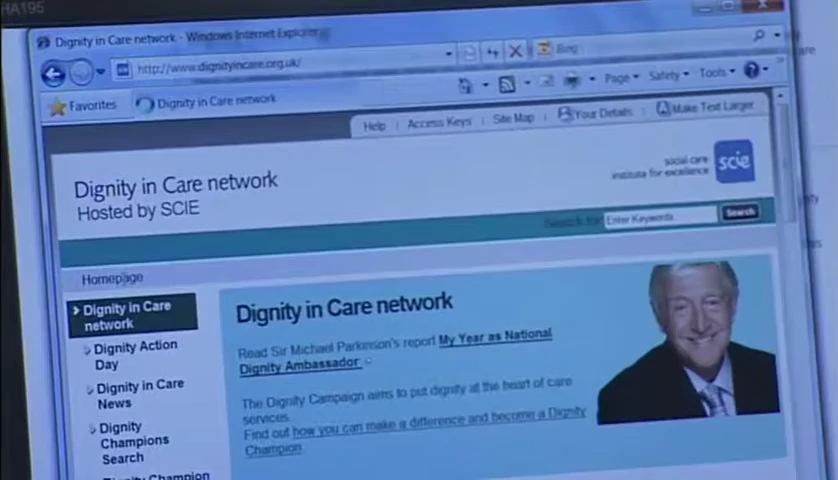 HA195
Dignity in Care network - Windows Internet Explorer
http://www.dignityincare.org.uk/
Bing
Favorites
Dignity in Care network
Page
Safety
Tools
Help | Access Keys | Site Map | Your Details | Make Text Larger
Dignity in Care network
Hosted by SCIE
social care
institute for excellence
scie
Search for
Enter Keywords
Search
Homepage
Dignity in Care
network
Dignity Action
Day
Dignity in Care
News
Dignity
Champions
Search
Dignity Champion
Dignity in Care network
Read Sir Michael Parkinson's report My Year as National
Dignity Ambassador
The Dignity Campaign aims to put dignity at the heart of care
services.
Find out how you can make a difference and become a Dignity
Champion